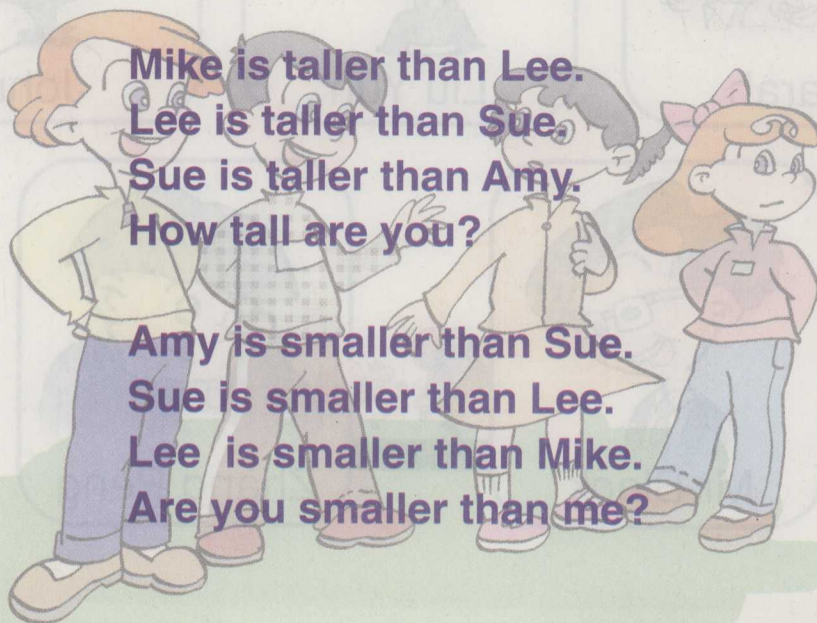 Mike is taller than Lee.
Lee is taller than Sue.
Sue is taller than Amy.
How tall are you?
Amy is smaller than Sue.
Sue is smaller than Lee.
Lee is smaller than Mike.
Are you smaller than me?